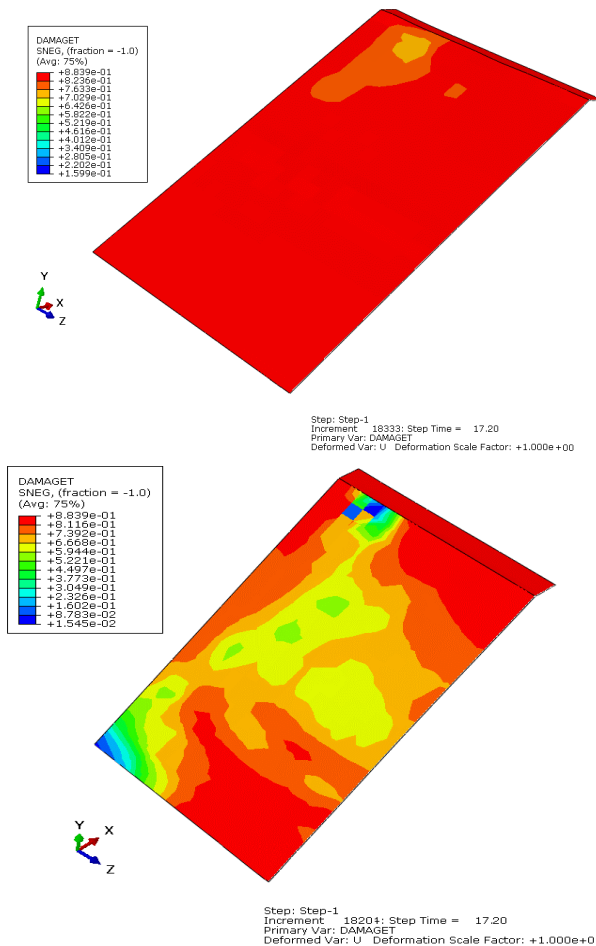 DAMAGET
SNEG, (fraction = -1.0)
(Avg: 75%)
+8.839e-01
+8.236e-01
+7.633e-01
+7.029e-01
+6.426e-01
+5.822e-01
+5.219e-01
+4.616e-01
+4.012e-01
+3.409e-01
+2.805e-01
+2.202e-01
+1.599e-01
Y
X
Z
Step: Step-1
Increment 18333: Step Time = 17.20
Primary Var: DAMAGET
Deformed Var: U Deformation Scale Factor: +1.000e+00
DAMAGET
SNEG, (fraction = -1.0)
(Avg: 75%)
+8.839e-01
+8.116e-01
+7.392e-01
+6.668e-01
+5.944e-01
+5.221e-01
+4.497e-01
+3.773e-01
+3.049e-01
+2.326e-01
+1.602e-01
+8.783e-02
+1.545e-02
Y
X
Z
Step: Step-1
Increment 18204: Step Time = 17.20
Primary Var: DAMAGET
Deformed Var: U Deformation Scale Factor: +1.000e+0